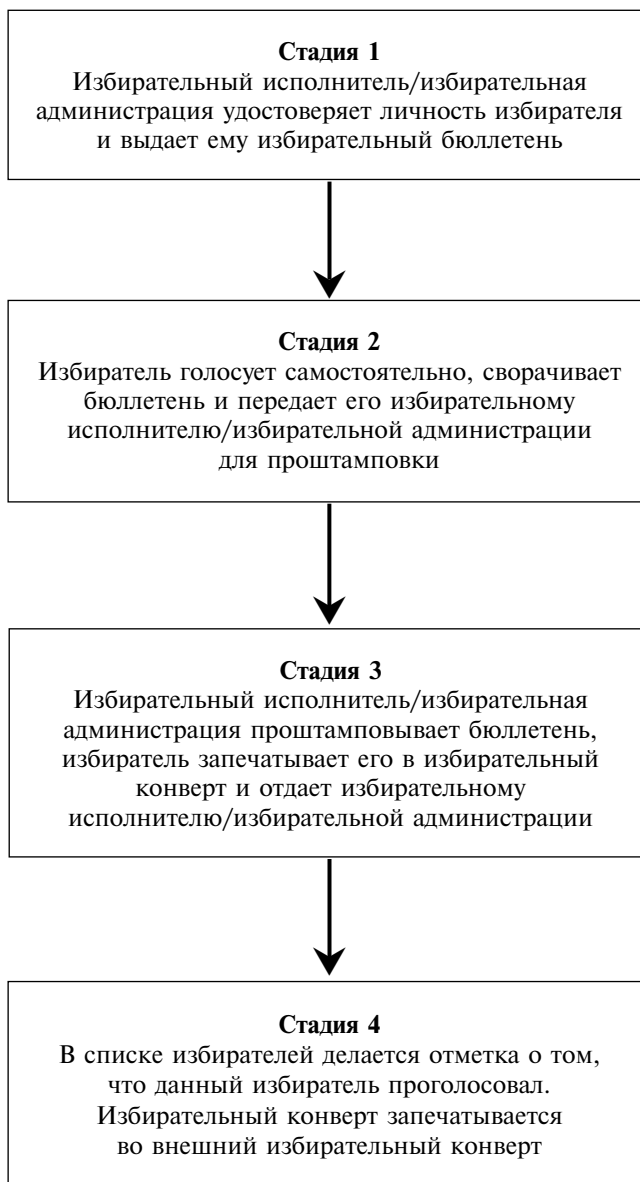 Стадия 1
Избирательный исполнитель/избирательная
администрация удостоверяет личность избирателя
и выдает ему избирательный бюллетень
Стадия 2
Избиратель голосует самостоятельно, сворачивает
бюллетень и передает его избирательному
исполнителю/избирательной администрации
для проштамповки
Стадия 3
Избирательный исполнитель/избирательная
администрация проштамповывает бюллетень,
избиратель запечатывает его в избирательный
конверт и отдает избирательному
исполнителю/избирательной администрации
Стадия 4
В списке избирателей делается отметка о том,
что данный избиратель проголосовал.
Избирательный конверт запечатывается
во внешний избирательный конверт